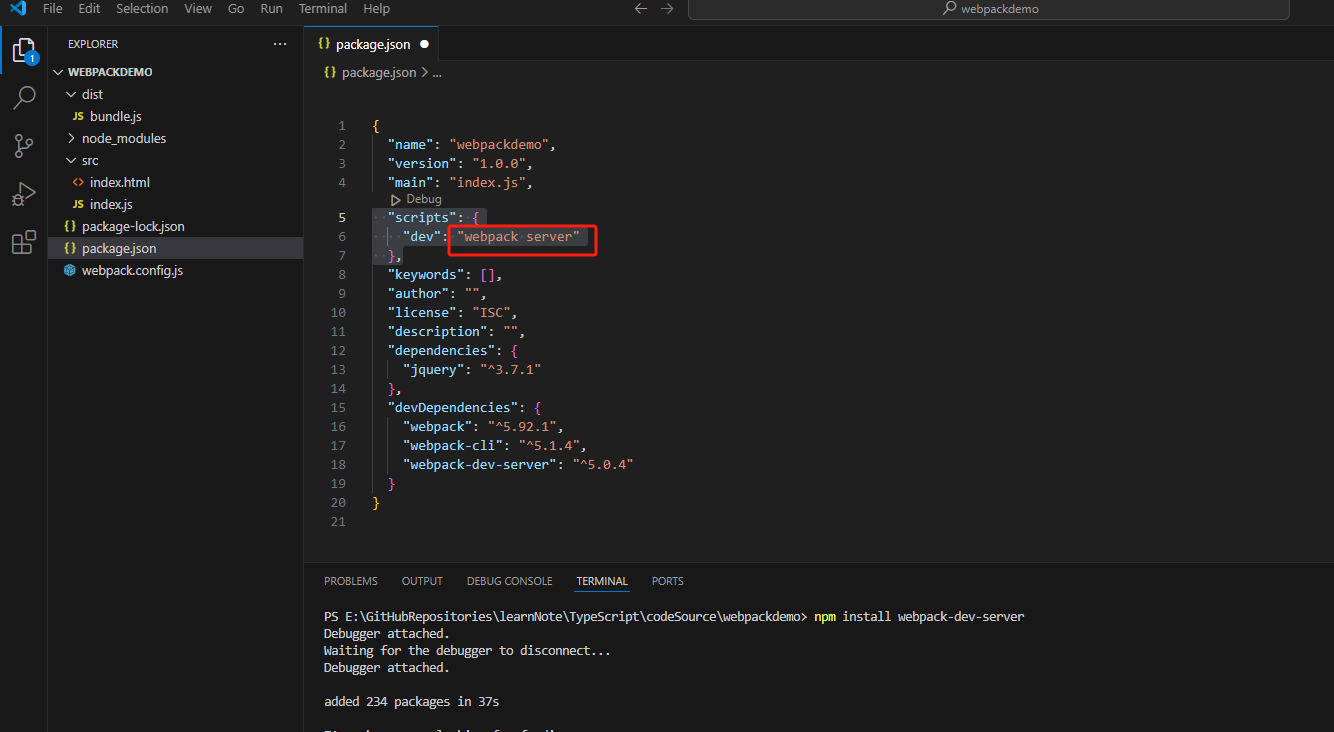 File Edit Selection View Go Run Terminal Help webpackdemo
EXPLORER ...
package.json
WEBPACKDEMO
package.json > ...
dist
JS bundle.js
node_modules
src
<> index.html
JS index.js
{} package-lock.json
{} package.json
webpack.config.js
1
1 {
2 "name": "webpackdemo",
3 "version": "1.0.0",
4 "main": "index.js",
Debug
5 "scripts": {
6 "dev": "webpack server"
7 },
8 "keywords": [],
9 "author": "",
10 "license": "ISC",
11 "description": "",
12 "dependencies": {
13 "jquery": "^3.7.1"
14 },
15 "devDependencies": {
16 "webpack": "^5.92.1",
17 "webpack-cli": "^5.1.4",
18 "webpack-dev-server": "^5.0.4"
19 }
20 }
21
PROBLEMS OUTPUT DEBUG CONSOLE TERMINAL PORTS
PS E:\GitHubRepositories\learnNote\TypeScript\codeSource\webpackdemo> npm install webpack-dev-server
Debugger attached.
Waiting for the debugger to disconnect...
Debugger attached.
added 234 packages in 37s